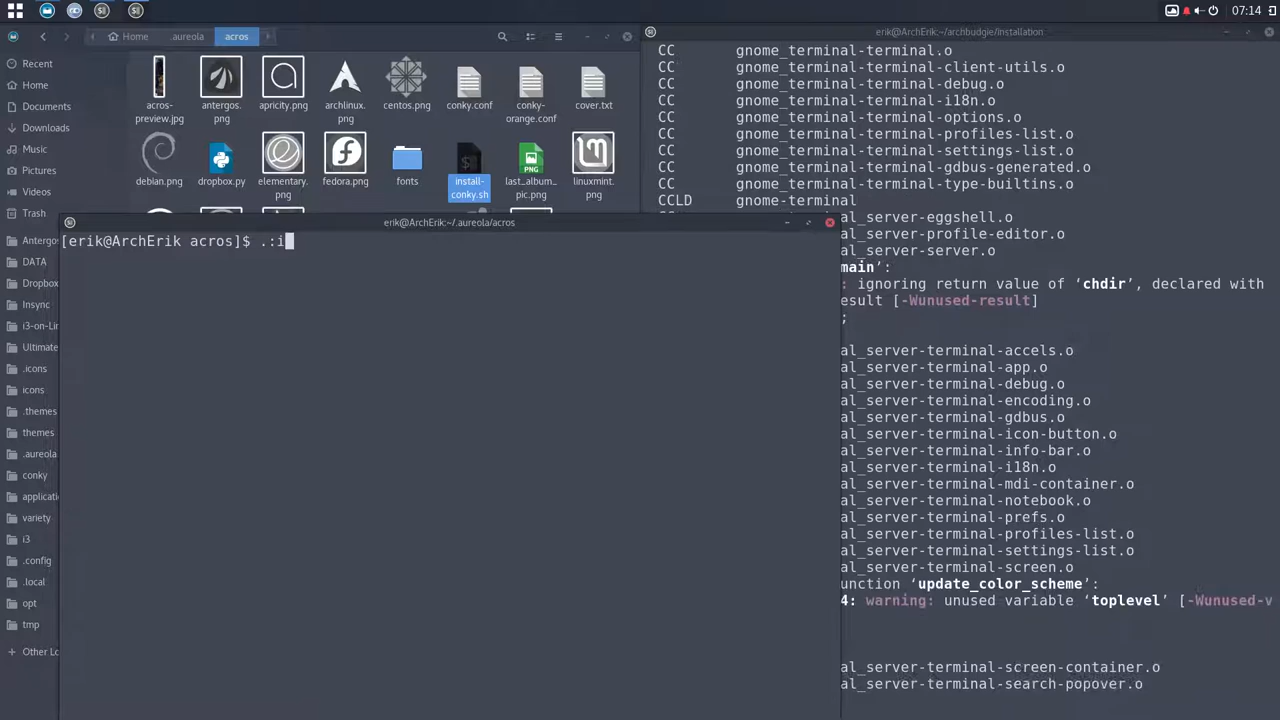 07:14
Home
.aureola
acros
Recent
Home
Documents
Downloads
Music
Pictures
Videos
Trash
Antergos
DATA
Dropbox
Insync
i3-on-Lin
Ultimate
.icons
icons
.themes
themes
.aureola
conky
applicatio
variety
i3
.config
.local
opt
tmp
Other Lo
acros-
preview.jpg
antergos.
png
apricity.png
archlinux.
png
centos.png
conky.conf
conky-
orange.conf
cover.txt
debian.png
dropbox.py
elementary.
png
fedora.png
fonts
install-
conky.sh
PNG
last_album_
pic.png
linuxmint.
png
erik@ArchErik:~/.aureola/acros
[erik@ArchErik acros]$ .:i
erik@ArchErik:~/archbudgie/installation
CC gnome_terminal-terminal.o
CC gnome_terminal-terminal-client-utils.o
CC gnome_terminal-terminal-debug.o
CC gnome_terminal-terminal-i18n.o
CC gnome_terminal-terminal-options.o
CC gnome_terminal-terminal-profiles-list.o
CC gnome_terminal-terminal-settings-list.o
CC gnome_terminal-terminal-gdbus-generated.o
CC gnome_terminal-terminal-type-builtins.o
CCLD gnome-terminal
al_server-eggshell.o
al_server-profile-editor.o
al_server-server.o
main’:
: ignoring return value of ‘chdir’, declared with
esult [-Wunused-result]
;
al_server-terminal-accels.o
al_server-terminal-app.o
al_server-terminal-debug.o
al_server-terminal-encoding.o
al_server-terminal-gdbus.o
al_server-terminal-icon-button.o
al_server-terminal-info-bar.o
al_server-terminal-i18n.o
al_server-terminal-mdi-container.o
al_server-terminal-notebook.o
al_server-terminal-prefs.o
al_server-terminal-profiles-list.o
al_server-terminal-settings-list.o
al_server-terminal-screen.o
unction ‘update_color_scheme’:
4: warning: unused variable ‘toplevel’ [-Wunused-v
al_server-terminal-screen-container.o
al_server-terminal-search-popover.o